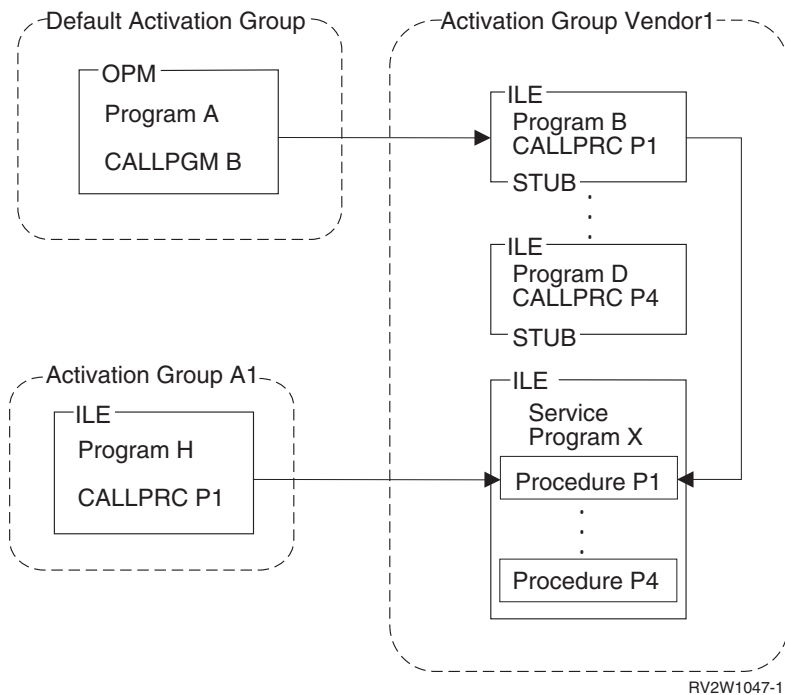 Default Activation Group
OPM
Program A
CALLPGM B
Activation Group Vendor1
ILE
Program B
CALLPRC P1
STUB
ILE
Program D
CALLPRC P4
STUB
Activation Group A1
ILE
Program H
CALLPRC P1
ILE
Service
Program X
Procedure P1
Procedure P4
RV2W1047-1